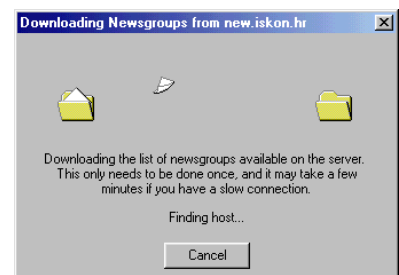 Downloading Newsgroups from new.iskon.hr
Downloading the list of newsgroups available on the server.
This only needs to be done once, and it may take a few
minutes if you have a slow connection.
Finding host...
Cancel